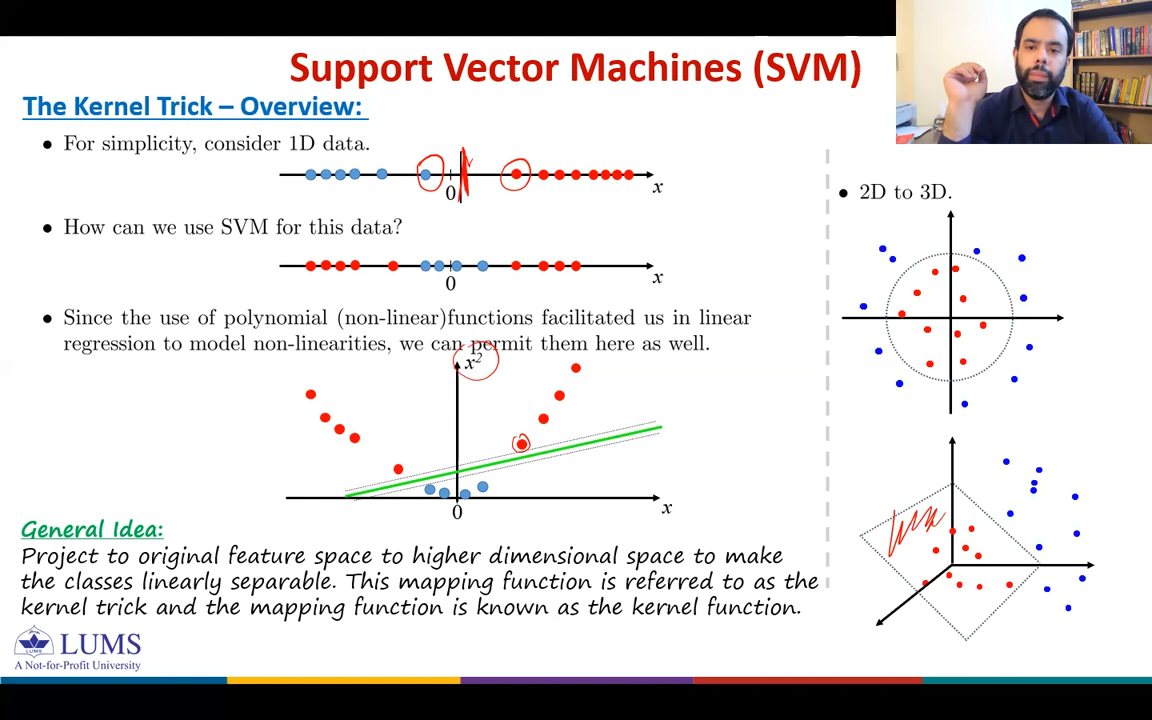 Support Vector Machines (SVM)
The Kernel Trick – Overview:
• For simplicity, consider 1D data.
0
x
• How can we use SVM for this data?
0
x
• Since the use of polynomial (non-linear)functions facilitated us in linear
regression to model non-linearities, we can permit them here as well.
x²
0
x
General Idea:
Project to original feature space to higher dimensional space to make
the classes linearly separable. This mapping function is referred to as the
kernel trick and the mapping function is known as the kernel function.
• 2D to 3D.
LUMS
A Not-for-Profit University